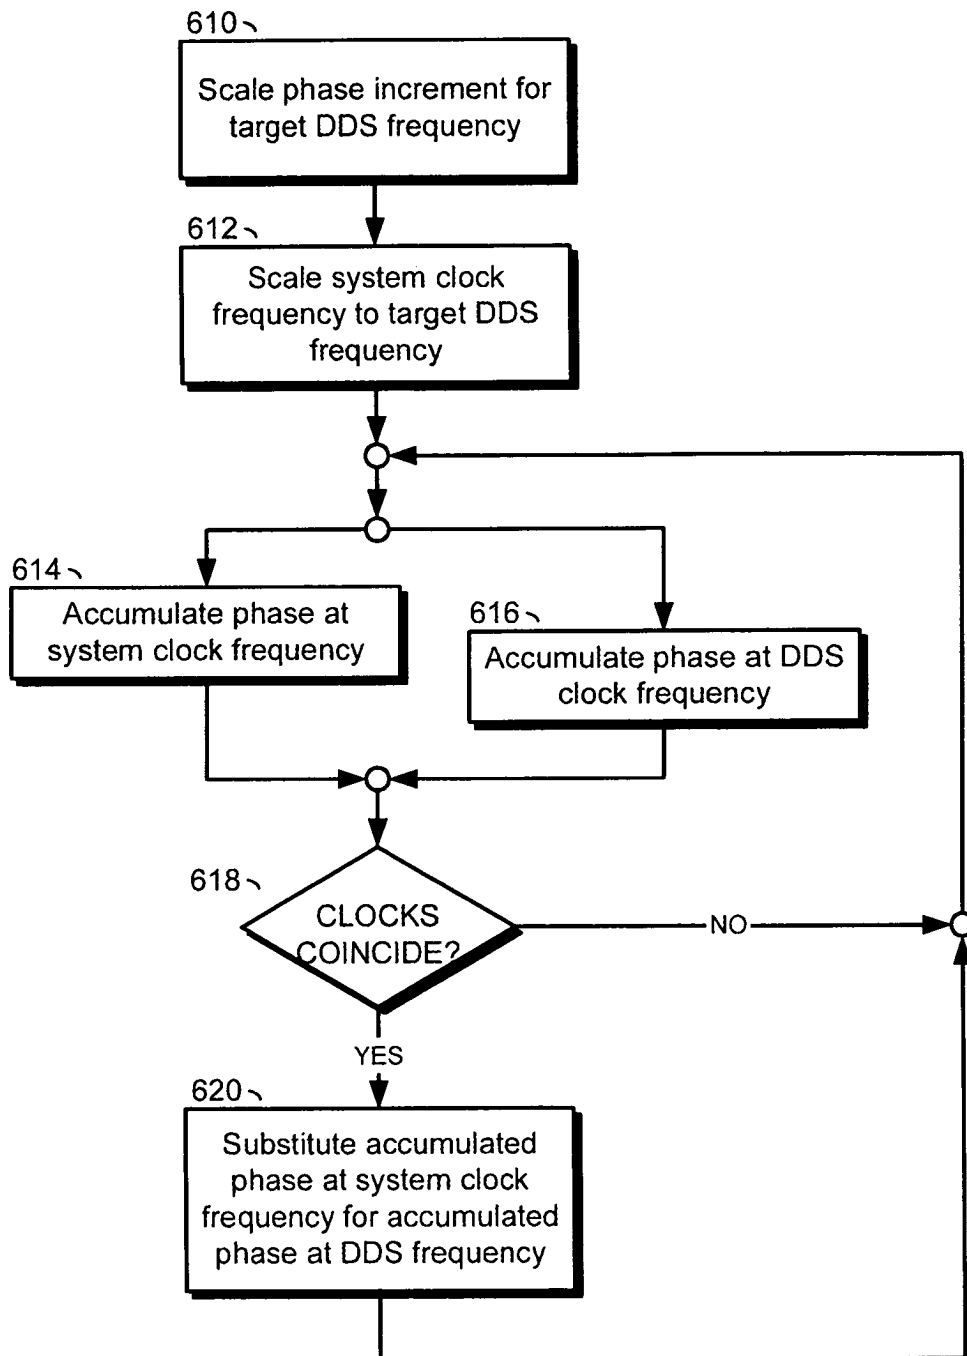 610
Scale phase increment for
target DDS frequency
612
Scale system clock
frequency to target DDS
frequency
614
Accumulate phase at
system clock frequency
616
Accumulate phase at DDS
clock frequency
618
CLOCKS
COINCIDE?
NO
YES
620
Substitute accumulated
phase at system clock
frequency for accumulated
phase at DDS frequency